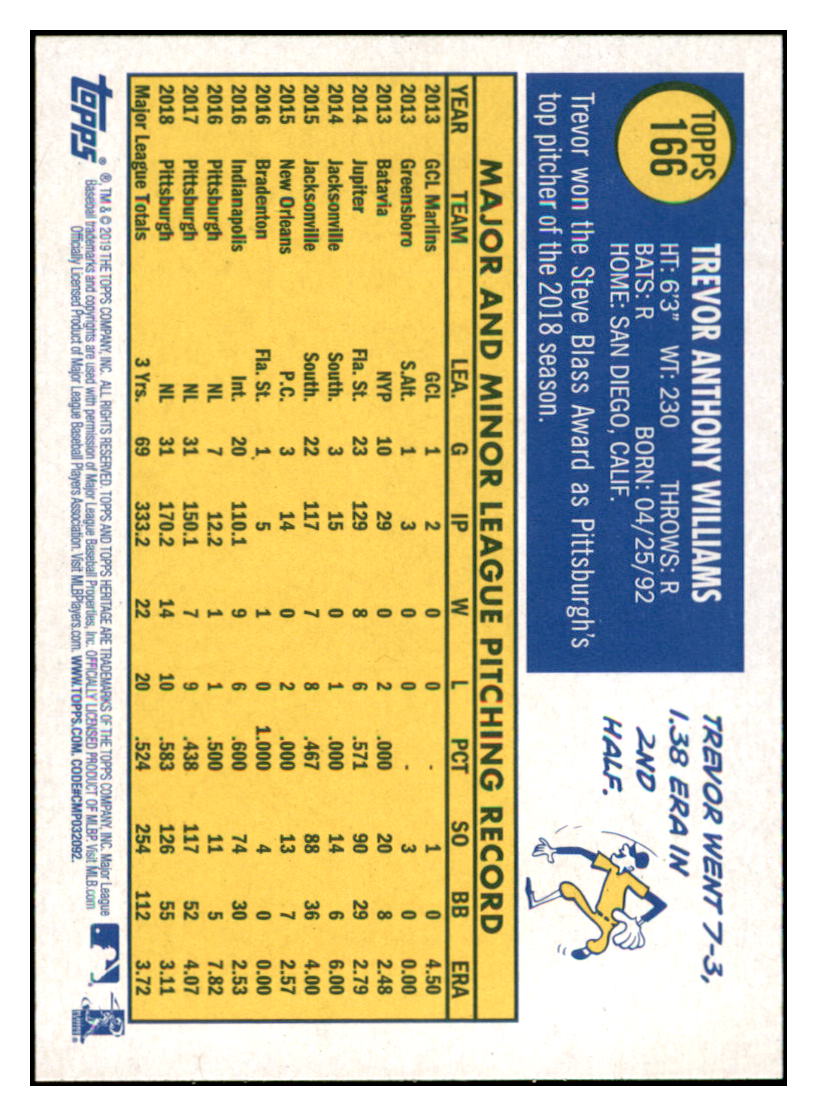 TOPPS
166
TREVOR ANTHONY WILLIAMS
HT: 6'3" WT: 230 THROWS: R
BATS: R BORN: 04/25/92
HOME: SAN DIEGO, CALIF.
Trevor won the Steve Blass Award as Pittsburgh's
top pitcher of the 2018 season.
TREVOR WENT 7-3,
1.38 ERA IN
2ND
HALF.
MAJOR AND MINOR LEAGUE PITCHING RECORD
YEAR TEAM LEA. G IP W L PCT SO BB ERA
2013 GCL Marlins GCL 1 2 0 0 - 1 0 4.50
2013 Greensboro S.Alt. 1 3 0 0 - 3 0 0.00
2013 Batavia NYP 10 29 0 2 .000 20 8 2.48
2014 Jupiter Fla. St. 23 129 8 6 .571 90 29 2.79
2014 Jacksonville South. 3 15 0 1 .000 14 6 6.00
2015 Jacksonville South. 22 117 7 8 .467 88 36 4.00
2015 New Orleans P.C. 3 14 0 2 .000 13 7 2.57
2016 Bradenton Fla. St. 1 5 1 0 1.000 4 0 0.00
2016 Indianapolis Int. 20 110.1 9 6 .600 74 30 2.53
2016 Pittsburgh NL 7 12.2 1 1 .500 11 5 7.82
2017 Pittsburgh NL 31 150.1 7 9 .438 117 52 4.07
2018 Pittsburgh NL 31 170.2 14 10 .583 126 55 3.11
Major League Totals 3 Yrs. 69 333.2 22 20 .524 254 112 3.72
topps®
®, TM & © 2019 THE TOPPS COMPANY, INC. ALL RIGHTS RESERVED. TOPPS AND TOPPS HERITAGE ARE TRADEMARKS OF THE TOPPS COMPANY, INC. Major League
Baseball trademarks and copyrights are used with permission of Major League Baseball Properties, Inc. OFFICIALLY LICENSED PRODUCT OF MLBP. Visit MLB.com
Officially Licensed Product of Major League Baseball Players Association. Visit MLBPlayers.com. WWW.TOPPS.COM. CODE#CMP032092.